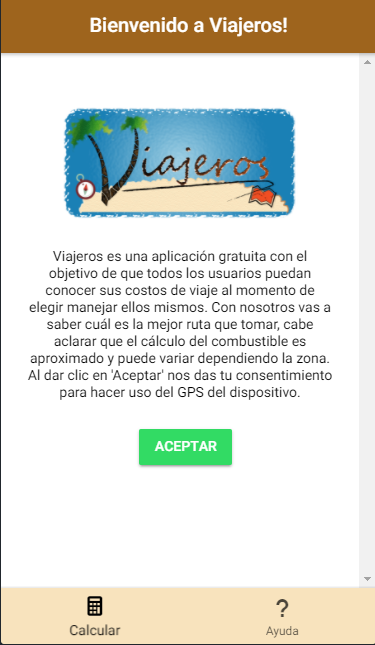 Bienvenido a Viajeros!
Viajeros
Viajeros es una aplicación gratuita con el
objetivo de que todos los usuarios puedan
conocer sus costos de viaje al momento de
elegir manejar ellos mismos. Con nosotros vas a
saber cuál es la mejor ruta que tomar, cabe
aclarar que el cálculo del combustible es
aproximado y puede variar dependiendo la zona.
Al dar clic en 'Aceptar' nos das tu consentimiento
para hacer uso del GPS del dispositivo.
ACEPTAR
Calcular
Ayuda